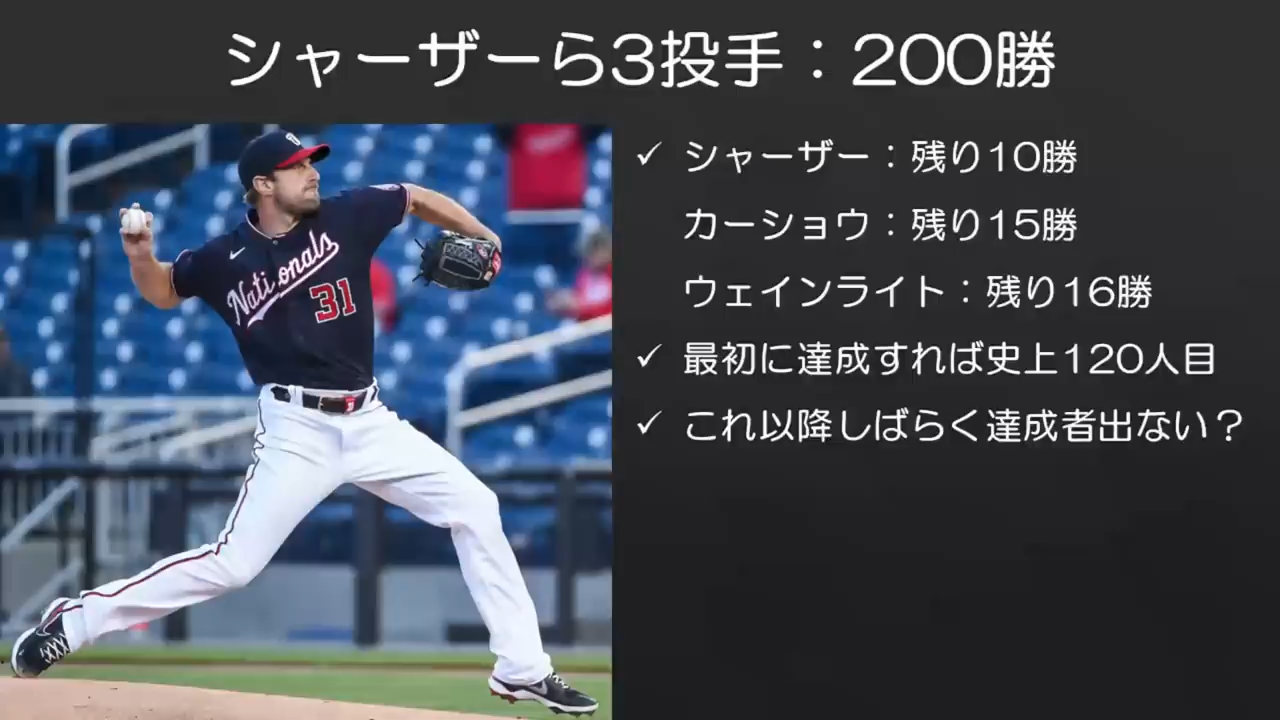 シャーザーら3投手：200勝
✓ シャーザー：残り10勝
カーショウ：残り15勝
ウェインライト：残り16勝
✓ 最初に達成すれば史上120人目
✓ これ以降しばらく達成者出ない？
Nationals
31